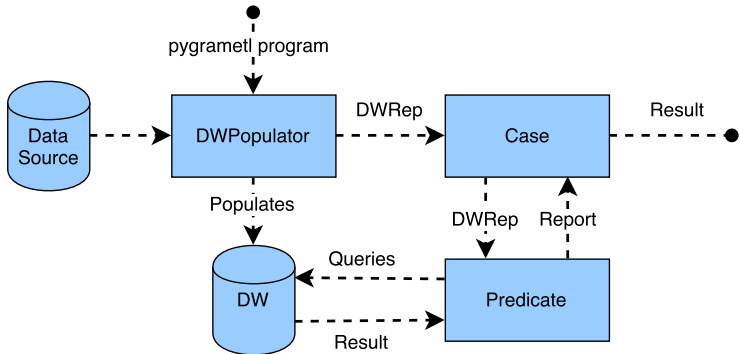 pygrametl program
Data
Source
DWPopulator
DWRep
Case
Result
Populates
DWRep
Report
DW
Queries
Predicate
Result